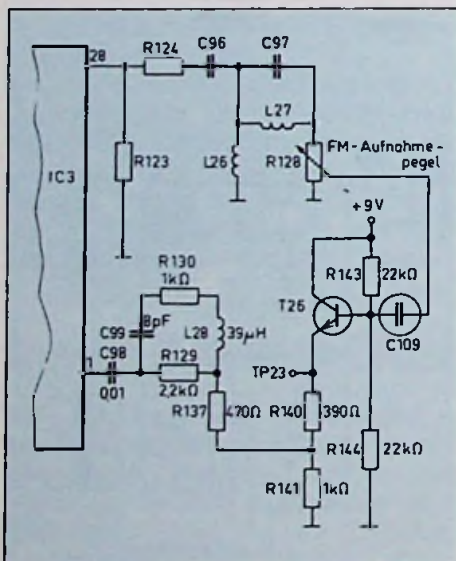 28
R124
C96
C97
L27
R123
L26
R128
FM-Aufnahme-
pegel
IC3
+9V
R130
1kΩ
R143
22kΩ
T26
C99
8pF
L28
39μH
C109
C98
R129
TP23
1
0,01
2,2kΩ
R137
470Ω
R140
390Ω
R144
22kΩ
R141
1kΩ